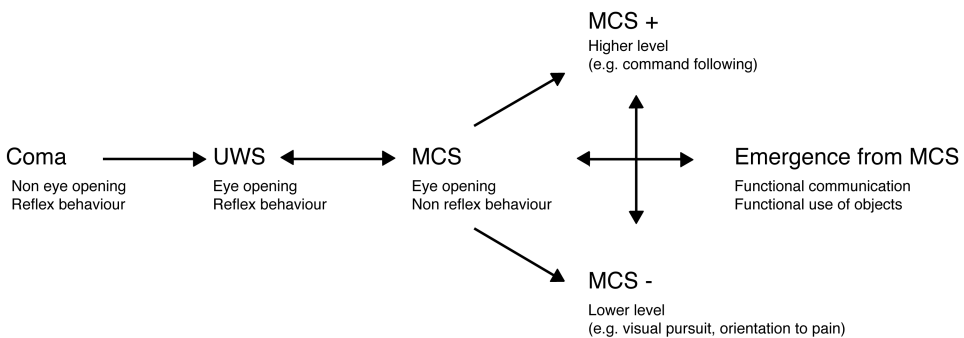 MCS +
Higher level
(e.g. command following)
Coma
Non eye opening
Reflex behaviour
UWS
Eye opening
Reflex behaviour
MCS
Eye opening
Non reflex behaviour
Emergence from MCS
Functional communication
Functional use of objects
MCS -
Lower level
(e.g. visual pursuit, orientation to pain)